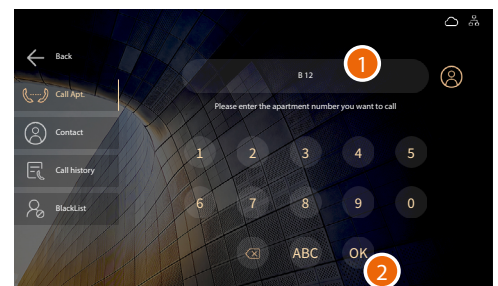 Back
1
B 12
Call Apt.
Please enter the apartment number you want to call
Contact
1 2 3 4 5
Call history
6 7 8 9 0
BlackList
ABC OK
2